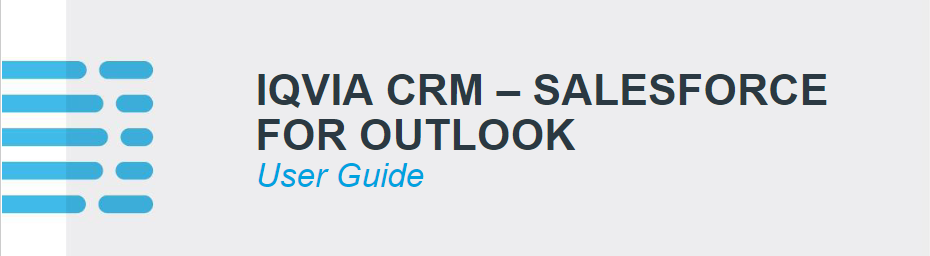 IQVIA CRM – SALESFORCE
FOR OUTLOOK
User Guide